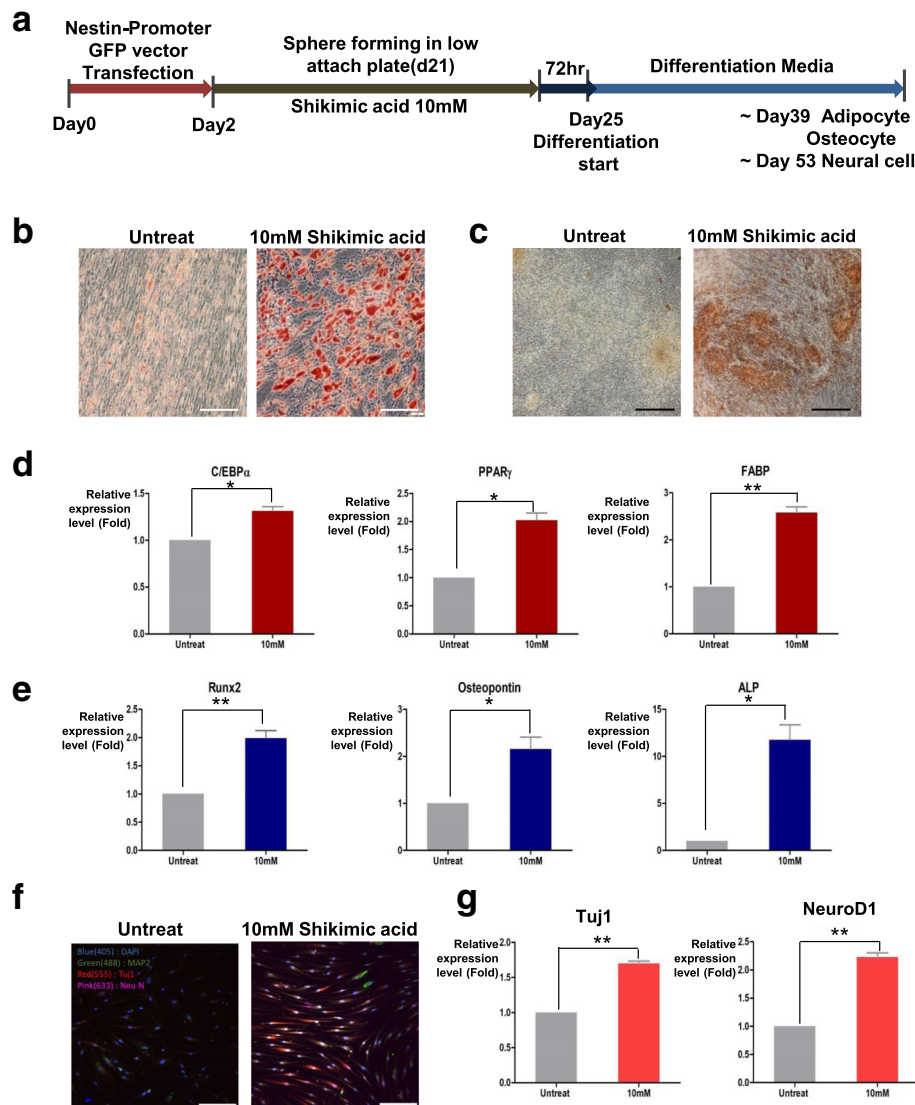 a
Nestin-Promoter
GFP vector
Transfection
Sphere forming in low
attach plate(d21)
72hr
Differentiation Media
Shikimic acid 10mM
Day0
Day2
Day25
Differentiation
start
~ Day39 Adipocyte
Osteocyte
~ Day 53 Neural cell
b
Untreat
10mM Shikimic acid
c
Untreat
10mM Shikimic acid
d
C/EBPα
Relative
expression
level (Fold)
1.5
1.0
0.5
0.0
*
Untreat
10mM
PPARγ
Relative
expression
level (Fold)
2.5
2.0
1.5
1.0
0.5
0.0
*
Untreat
10mM
FABP
Relative
expression
level (Fold)
3
2
1
0
**
Untreat
10mM
e
Runx2
Relative
expression
level (Fold)
2.5
2.0
1.5
1.0
0.5
0.0
**
Untreat
10mM
Osteopontin
Relative
expression
level (Fold)
3
2
1
0
*
Untreat
10mM
ALP
Relative
expression
level (Fold)
15
10
5
0
*
Untreat
10mM
f
Untreat
10mM Shikimic acid
Blue(405) : DAPI
Green(488) : MAP2
Red(555) : Tuj1
Pink(633) : Neu N
g
Tuj1
Relative
expression
level (Fold)
2.0
1.5
1.0
0.5
0.0
**
Untreat
10mM
NeuroD1
Relative
expression
level (Fold)
2.5
2.0
1.5
1.0
0.5
0.0
**
Untreat
10mM